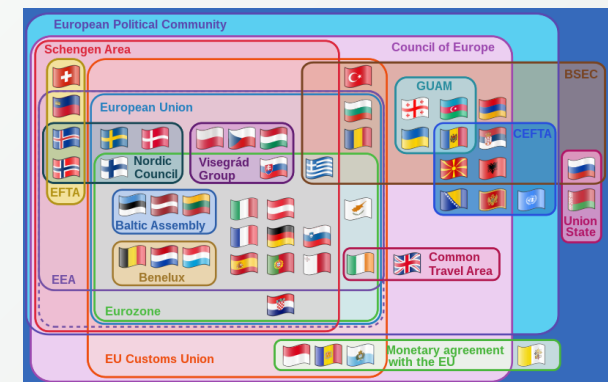 European Political Community
Schengen Area
Council of Europe
BSEC
GUAM
European Union
CEFTA
Nordic
Council
Visegrád
Group
EFTA
Baltic Assembly
Union
State
Benelux
Common
Travel Area
EEA
Eurozone
EU Customs Union
Monetary agreement
with the EU